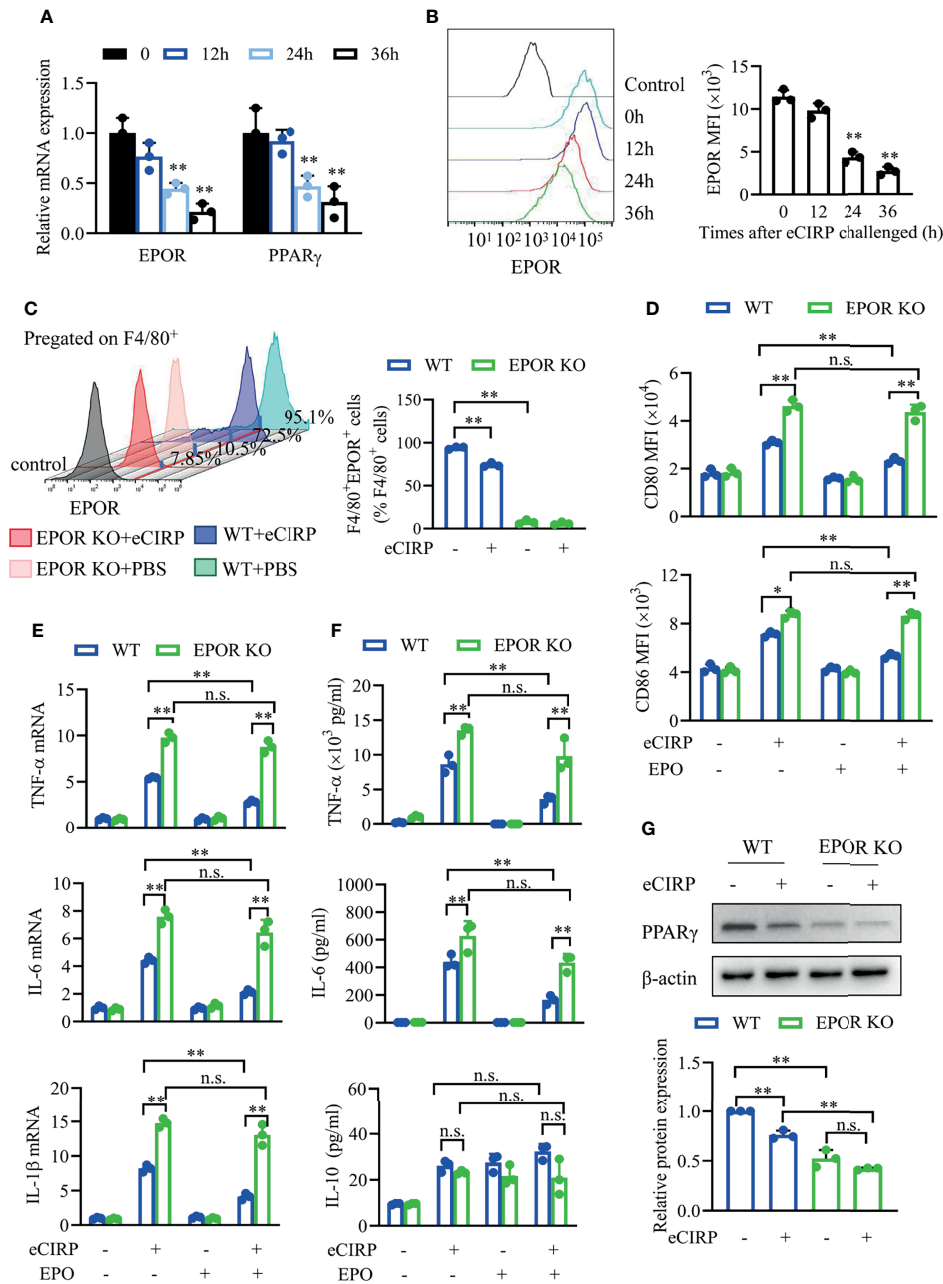 A
0 12h 24h 36h
Relative mRNA expression
1.5
1.0
0.5
0.0
** ** ** **
EPOR PPARγ
B
Control
0h
12h
24h
36h
10¹ 10² 10³ 10⁴ 10⁵
EPOR
EPOR MFI (×10³)
15
10
5
0
** **
0 12 24 36
Times after eCIRP challenged (h)
C
Pregated on F4/80⁺
95.1%
72.5%
10.5%
7.85%
control
EPOR
EPOR KO+eCIRP WT+eCIRP
EPOR KO+PBS WT+PBS
WT EPOR KO
F4/80⁺EPOR⁺ cells
(% F4/80⁺ cells)
150
100
50
0
**
**
eCIRP - + - +
D
WT EPOR KO
CD80 MFI (×10⁴)
6
4
2
0
**
n.s.
** **
CD86 MFI (×10³)
12
8
4
0
**
n.s.
* **
eCIRP - + - +
EPO - - + +
E
WT EPOR KO
TNF-α mRNA
15
10
5
0
**
n.s.
** **
IL-6 mRNA
8
6
4
2
0
**
n.s.
** **
IL-1β mRNA
20
15
10
5
0
**
n.s.
** **
eCIRP - + - +
EPO - - + +
F
WT EPOR KO
TNF-α (×10³ pg/ml)
20
15
10
5
0
**
n.s.
** **
IL-6 (pg/ml)
1000
800
600
400
200
0
**
n.s.
** **
IL-10 (pg/ml)
60
40
20
0
n.s.
n.s.
n.s. n.s.
- + - +
- - + +
G
WT EPOR KO
eCIRP - + - +
PPARγ
β-actin
WT EPOR KO
Relative protein expression
1.5
1.0
0.5
0.0
**
** **
n.s.
eCIRP - + - +